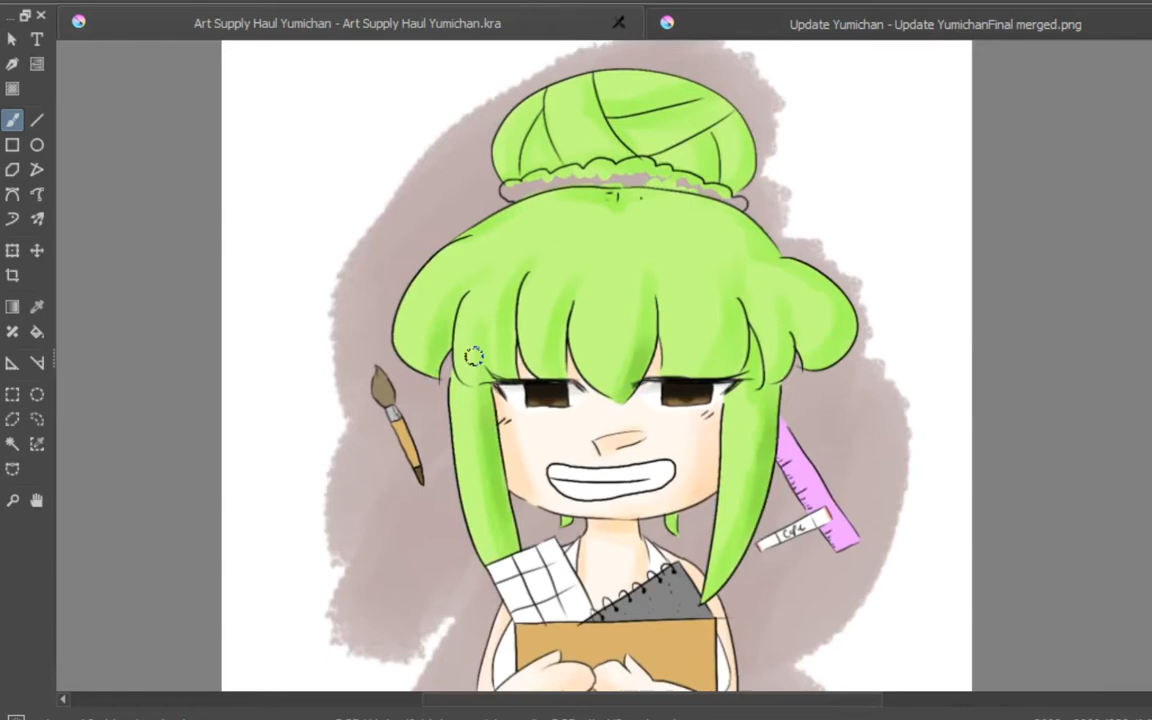 Art Supply Haul Yumichan - Art Supply Haul Yumichan.kra
Update Yumichan - Update YumichanFinal merged.png